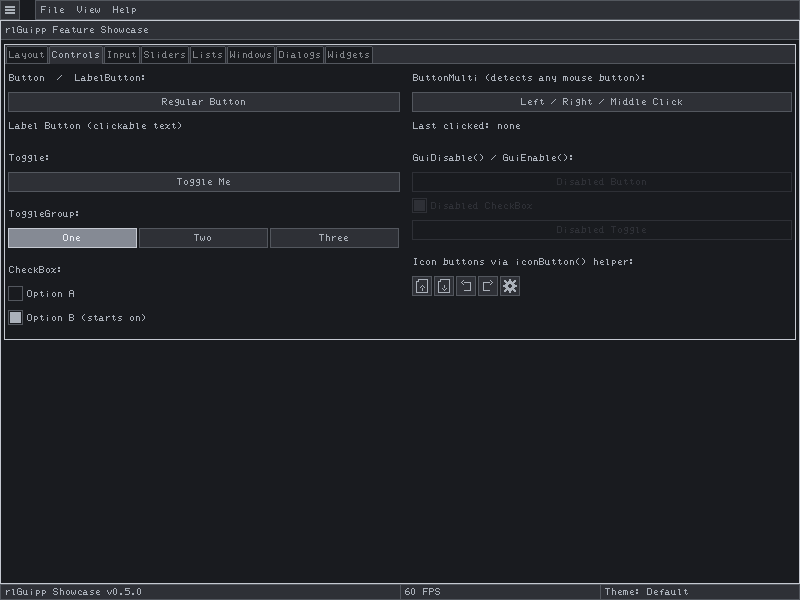 File View Help
rlGuipp Feature Showcase
Layout Controls Input Sliders Lists Windows Dialogs Widgets
Button / LabelButton:
Regular Button
Label Button (clickable text)
Toggle:
Toggle Me
ToggleGroup:
One Two Three
CheckBox:
Option A
Option B (starts on)
ButtonMulti (detects any mouse button):
Left / Right / Middle Click
Last clicked: none
GuiDisable() / GuiEnable():
Disabled Button
Disabled CheckBox
Disabled Toggle
Icon buttons via iconButton() helper:
rlGuipp Showcase v0.5.0
60 FPS
Theme: Default